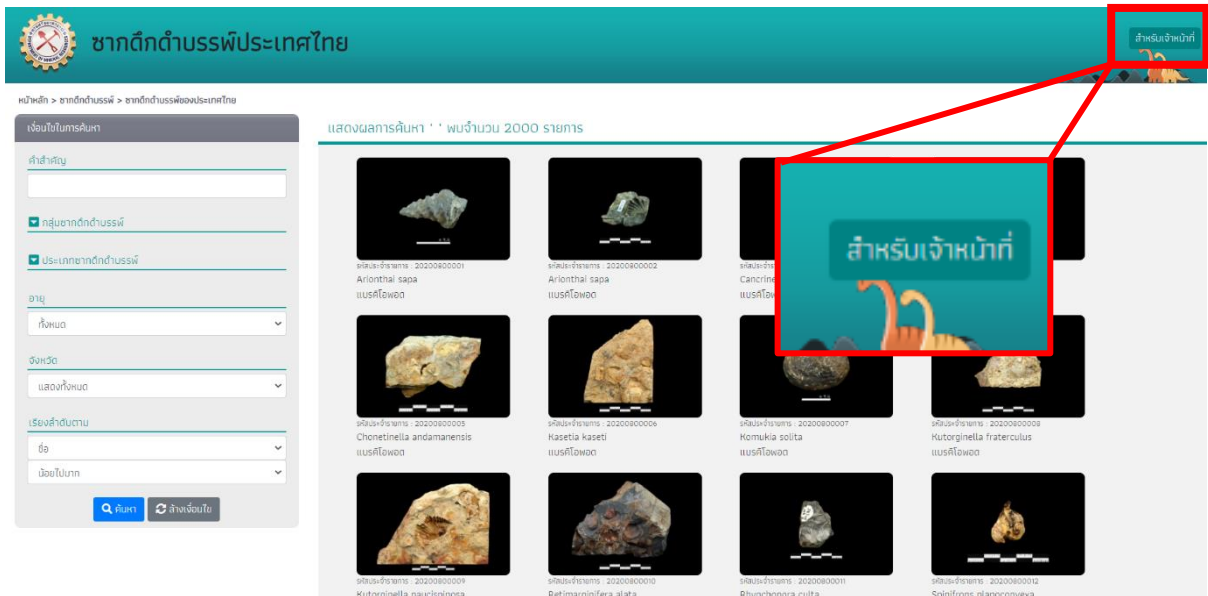 ซากดึกดำบรรพ์ประเทศไทย
สำหรับเจ้าหน้าที่
หน้าหลัก > ซากดึกดำบรรพ์ > ซากดึกดำบรรพ์ของประเทศไทย
เงื่อนไขในการค้นหา
คำสำคัญ
กลุ่มซากดึกดำบรรพ์
ประเภทซากดึกดำบรรพ์
อายุ
ทั้งหมด
จังหวัด
แสดงทั้งหมด
เรียงลำดับตาม
ชื่อ
น้อยไปมาก
ค้นหา ล้างเงื่อนไข
แสดงผลการค้นหา ' ' พบจำนวน 2000 รายการ
สำหรับเจ้าหน้าที่
รหัสประจำรายการ : 20200800001
Arionthai sapa
แบรคิโอพอด
รหัสประจำรายการ : 20200800002
Arionthai sapa
แบรคิโอพอด
รหัสประจำรายการ : 20200800005
Chonetinella andamanensis
แบรคิโอพอด
รหัสประจำรายการ : 20200800006
Kasetia kaseti
แบรคิโอพอด
รหัสประจำรายการ : 20200800007
Komukia solita
แบรคิโอพอด
รหัสประจำรายการ : 20200800008
Kutorginella fraterculus
แบรคิโอพอด
รหัสประจำรายการ : 20200800009
Kutorginella paucispinosa
รหัสประจำรายการ : 20200800010
Retimarginifera alata
รหัสประจำรายการ : 20200800011
Rhynchopora culta
รหัสประจำรายการ : 20200800012
Spinifrons planoconvexa